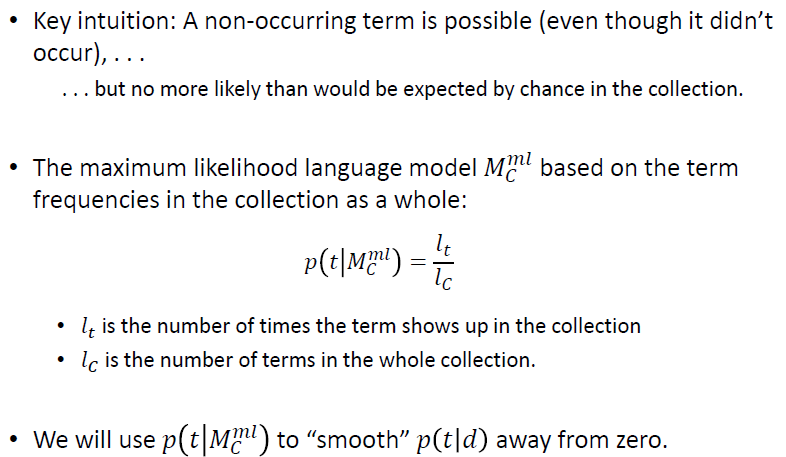 • Key intuition: A non-occurring term is possible (even though it didn’t
occur), . . .
. . . but no more likely than would be expected by chance in the collection.
• The maximum likelihood language model $M_C^{ml}$ based on the term
frequencies in the collection as a whole:
$p(t|M_C^{ml}) = \frac{l_t}{l_C}$
• $l_t$ is the number of times the term shows up in the collection
• $l_C$ is the number of terms in the whole collection.
• We will use $p(t|M_C^{ml})$ to “smooth” $p(t|d)$ away from zero.